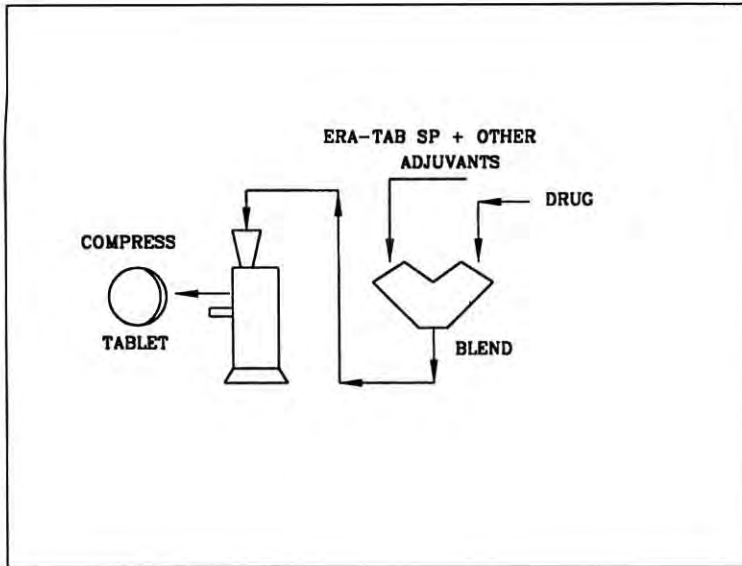 ERA-TAB SP + OTHER
ADJUVANTS
DRUG
COMPRESS
TABLET
BLEND